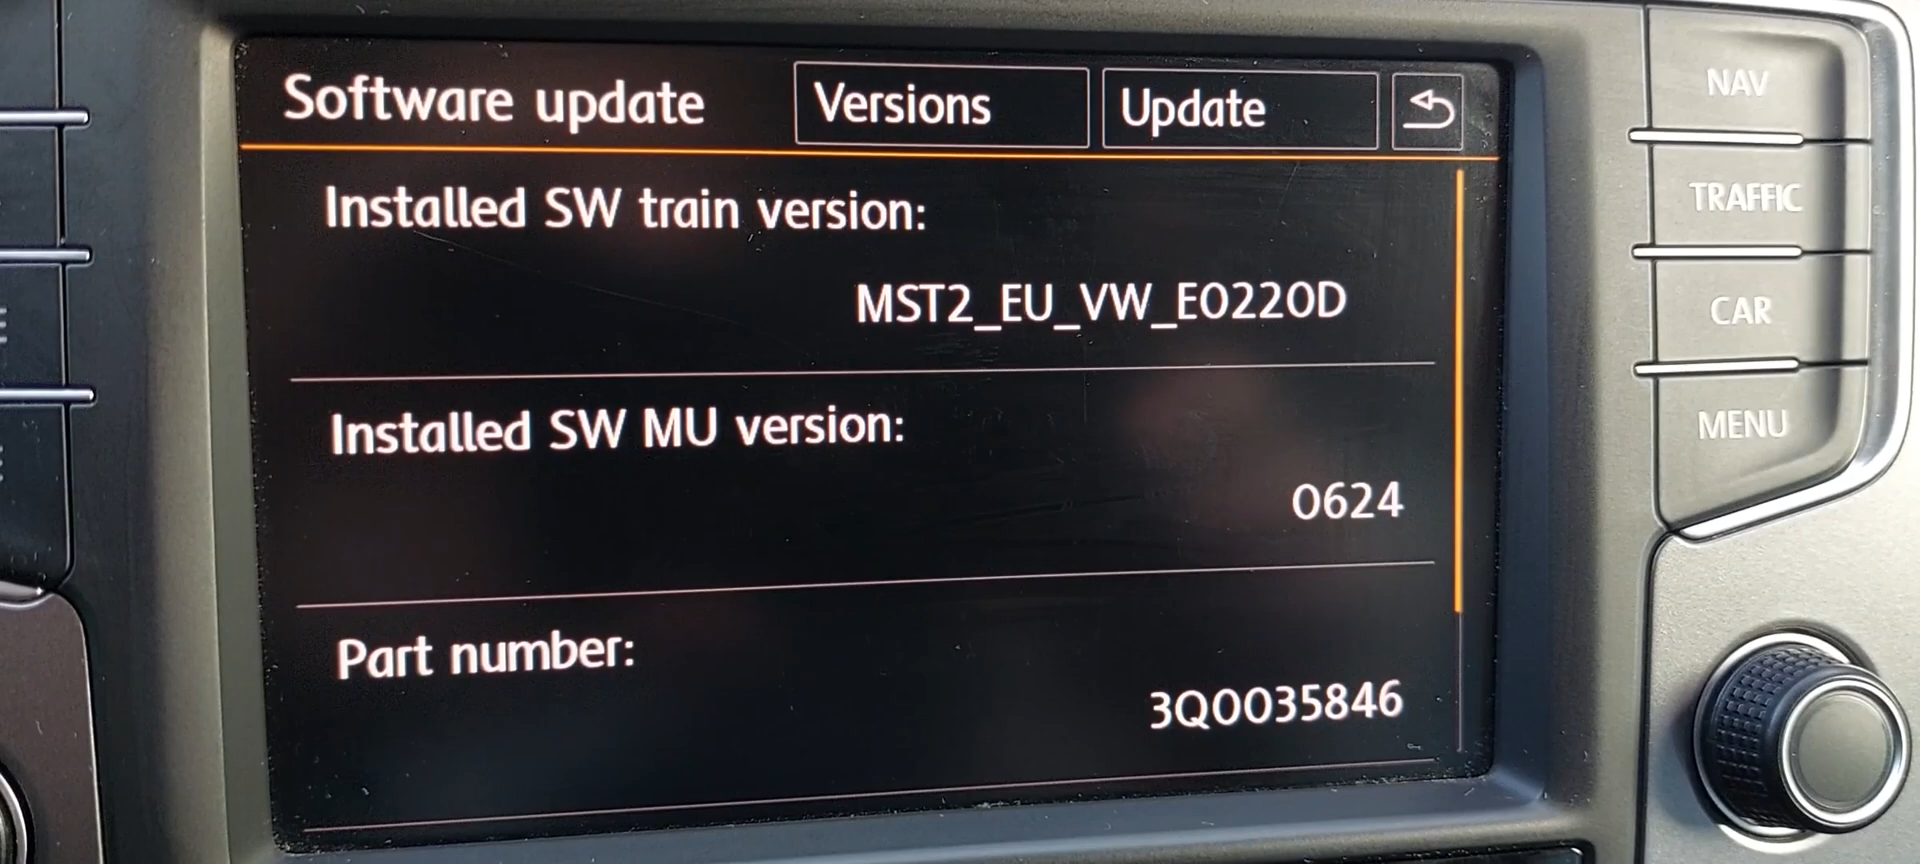 Software update
Versions
Update
NAV
TRAFFIC
CAR
MENU
Installed SW train version:
MST2_EU_VW_E0220D
Installed SW MU version:
0624
Part number:
3Q0035846